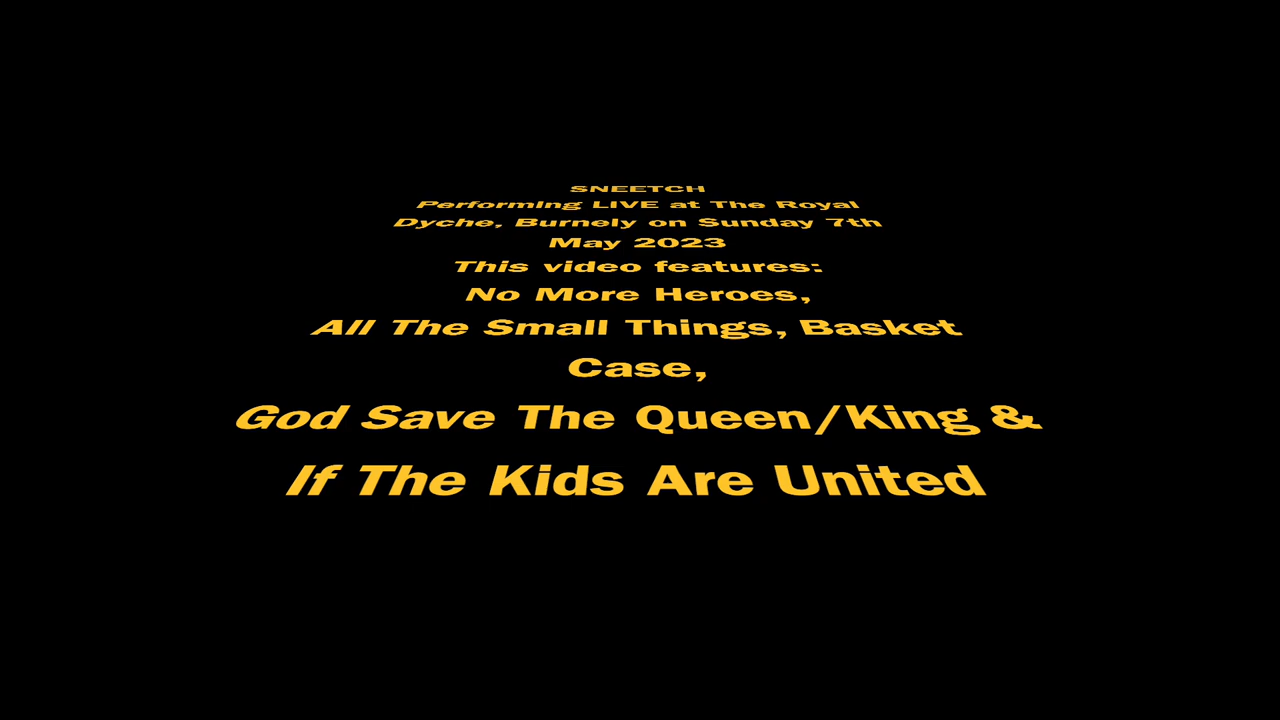 SNEETCH
Performing LIVE at The Royal
Dyche, Burnely on Sunday 7th
May 2023
This video features:
No More Heroes,
All The Small Things, Basket
Case,
God Save The Queen/King &
If The Kids Are United